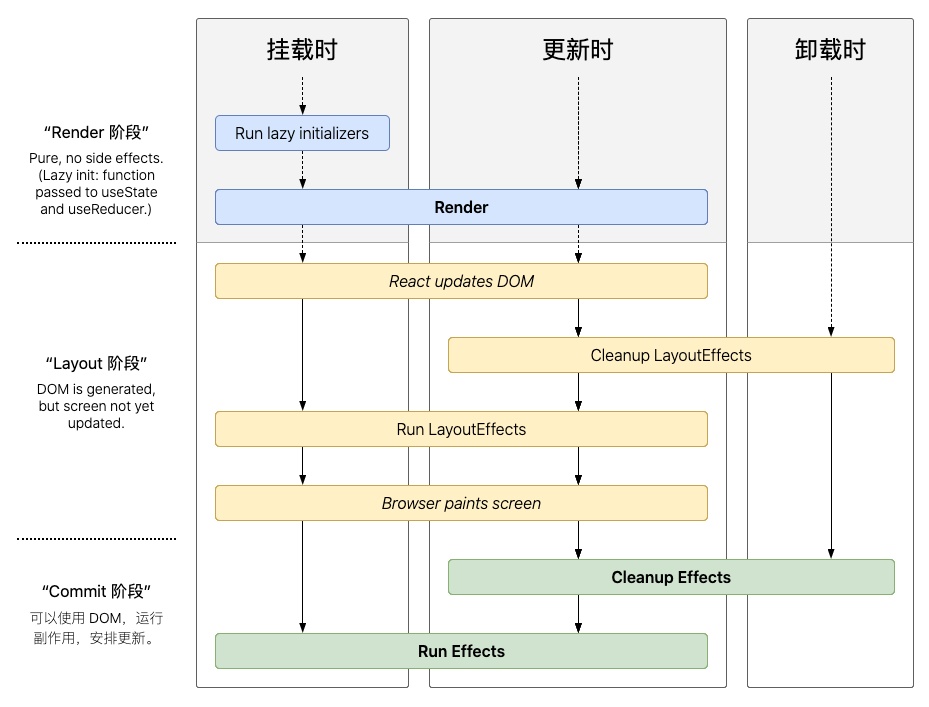 挂载时
更新时
卸载时
“Render 阶段”
Pure, no side effects.
(Lazy init: function
passed to useState
and useReducer.)
Run lazy initializers
Render
React updates DOM
“Layout 阶段”
DOM is generated,
but screen not yet
updated.
Cleanup LayoutEffects
Run LayoutEffects
Browser paints screen
“Commit 阶段”
可以使用 DOM，运行
副作用，安排更新。
Cleanup Effects
Run Effects